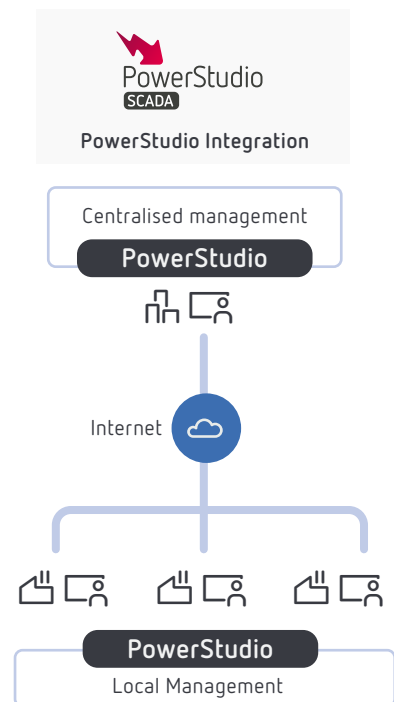 PowerStudio
SCADA
PowerStudio Integration
Centralised management
PowerStudio
Internet
PowerStudio
Local Management